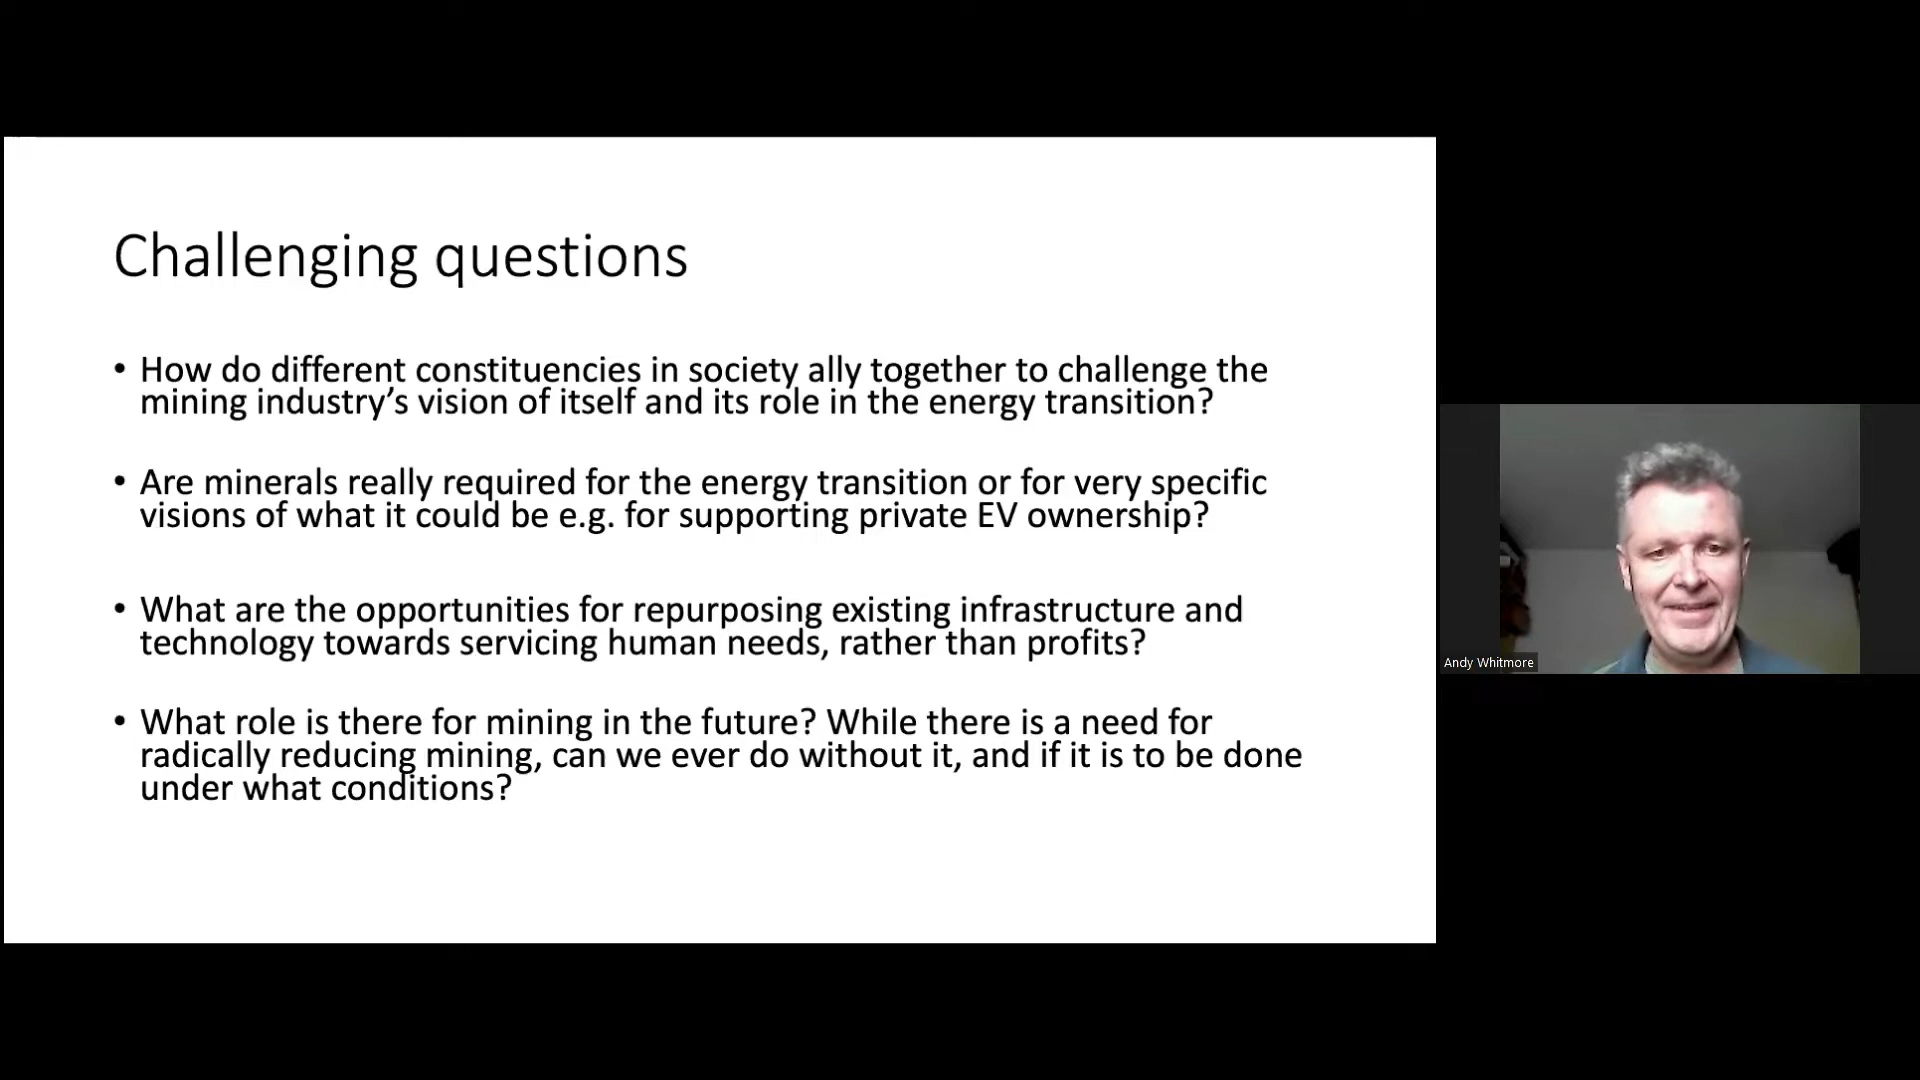 Challenging questions
• How do different constituencies in society ally together to challenge the
mining industry’s vision of itself and its role in the energy transition?
• Are minerals really required for the energy transition or for very specific
visions of what it could be e.g. for supporting private EV ownership?
• What are the opportunities for repurposing existing infrastructure and
technology towards servicing human needs, rather than profits?
• What role is there for mining in the future? While there is a need for
radically reducing mining, can we ever do without it, and if it is to be done
under what conditions?
Andy Whitmore